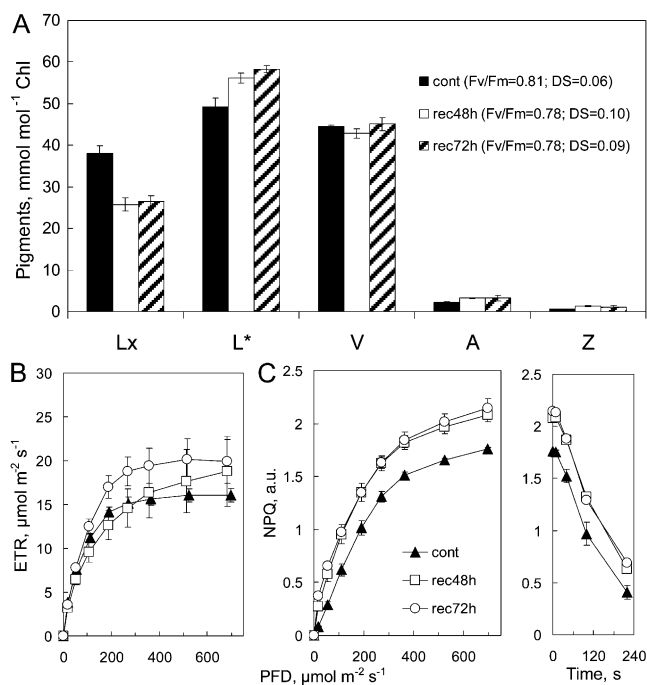 A
Pigments, mmol mol⁻¹ Chl
70
60
50
40
30
20
10
0
cont (Fv/Fm=0.81; DS=0.06)
rec48h (Fv/Fm=0.78; DS=0.10)
rec72h (Fv/Fm=0.78; DS=0.09)
Lx L* V A Z
B
ETR, µmol m⁻² s⁻¹
30
25
20
15
10
5
0
0 200 400 600
C
NPQ, a.u.
2.5
2
1.5
1
0.5
0
cont
rec48h
rec72h
0 200 400 600
PFD, µmol m⁻² s⁻¹
2.5
2
1.5
1
0.5
0
0 120 240
Time, s